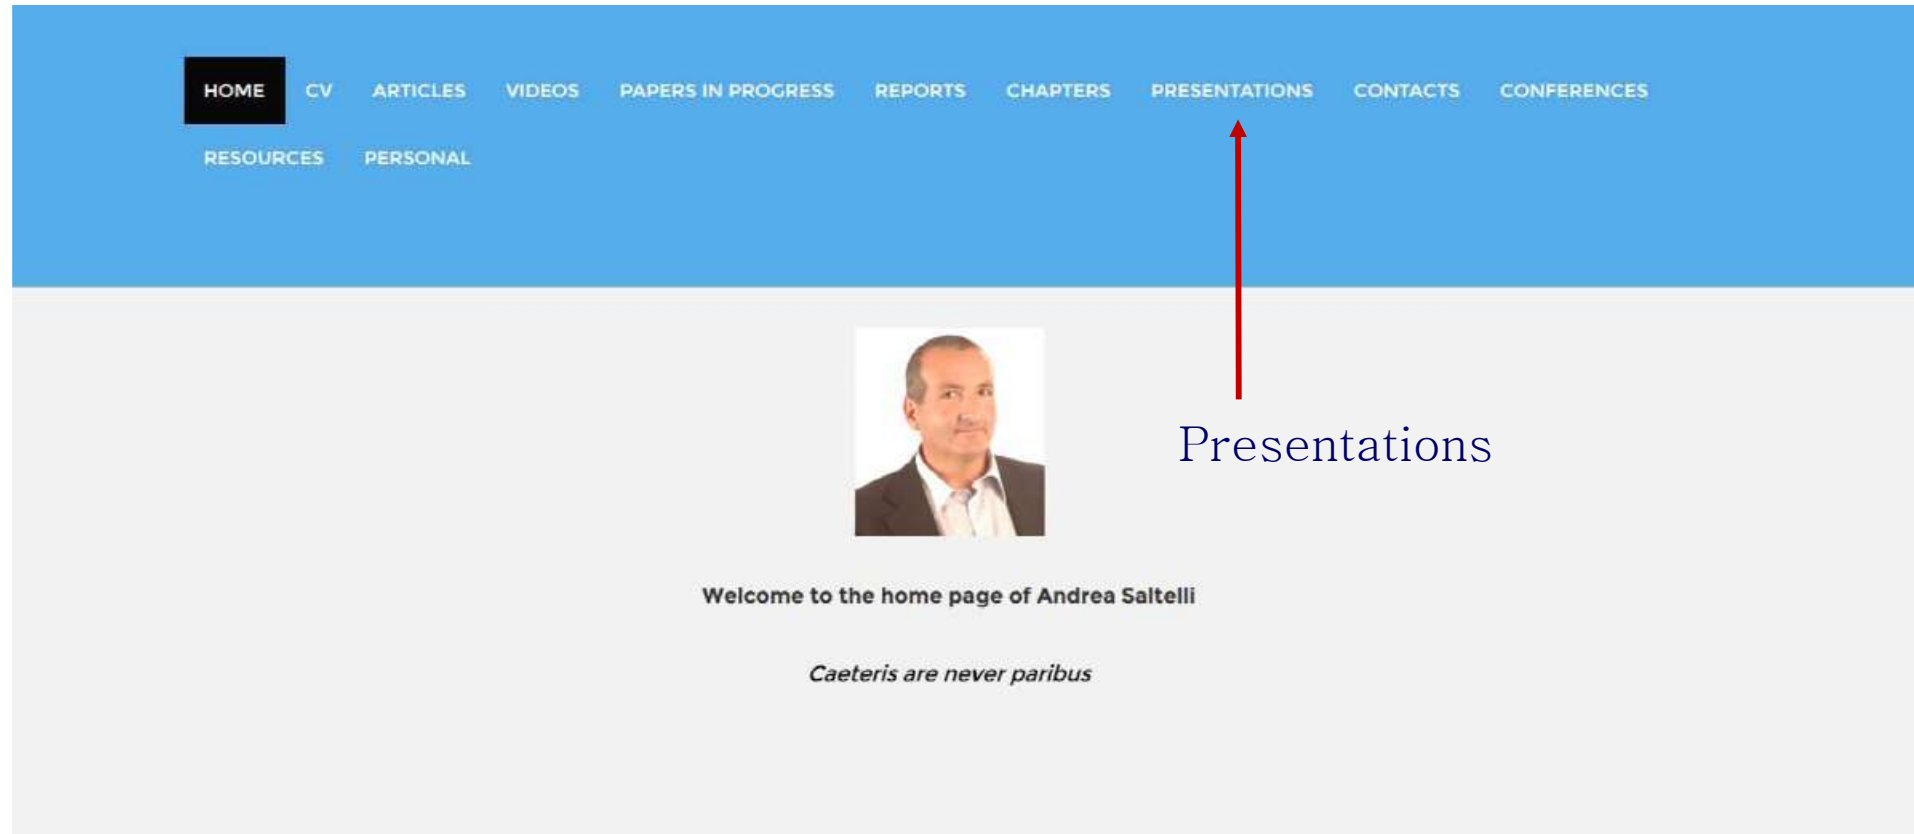 HOME CV ARTICLES VIDEOS PAPERS IN PROGRESS REPORTS CHAPTERS PRESENTATIONS CONTACTS CONFERENCES
RESOURCES PERSONAL
Presentations
Welcome to the home page of Andrea Saltelli
Caeteris are never paribus